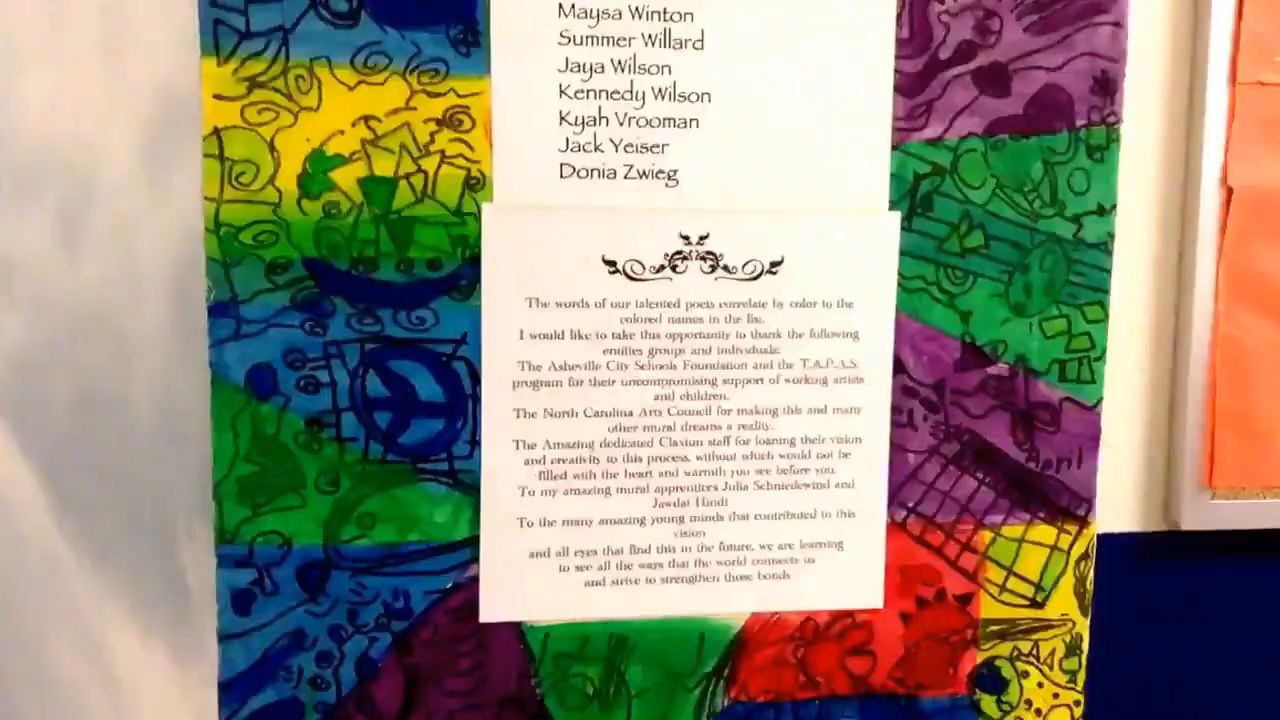 Maysa Winton
Summer Willard
Jaya Wilson
Kennedy Wilson
Kyah Vrooman
Jack Yeiser
Donia Zwieg
The words of our talented poets correlate by color to the
colored names in the list.
I would like to take this opportunity to thank the following
entities groups and individuals:
The Asheville City Schools Foundation and the T.A.P.A.S.
program for their uncompromising support of working artists
and children.
The North Carolina Arts Council for making this and many
other mural dreams a reality.
The Amazing dedicated Claxton staff for loaning their vision
and creativity to this process, without which would not be
filled with the heart and warmth you see before you.
To my amazing mural apprentices Julia Schniedewind and
Jawdat Hindi
To the many amazing young minds that contributed to this
vision
and all eyes that find this in the future, we are learning
to see all the ways that the world connects us
and strive to strengthen those bonds
April